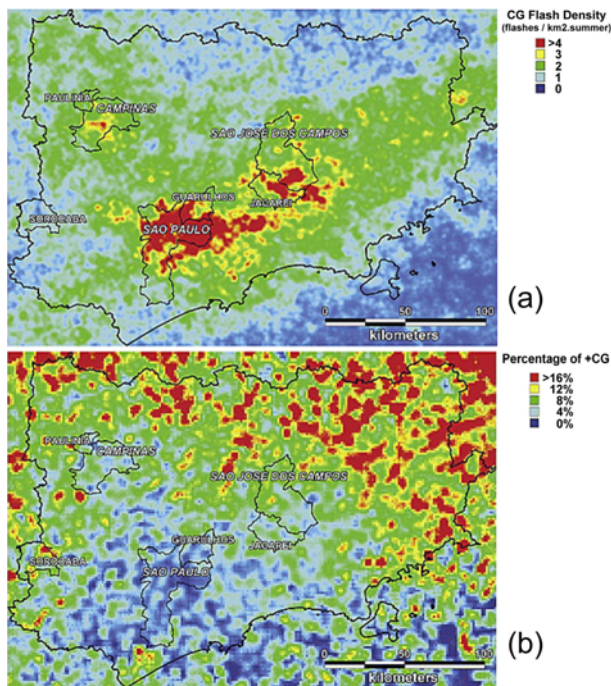 CG Flash Density
(flashes / km2.summer)
>4
3
2
1
0
PAULINIA
CAMPINAS
SAO JOSE DOS CAMPOS
GUARULHOS
JACAREI
SOROCABA
SAO PAULO
0 50 100
kilometers
(a)
Percentage of +CG
>16%
12%
8%
4%
0%
PAULINIA
CAMPINAS
SAO JOSE DOS CAMPOS
GUARULHOS
JACAREI
SOROCABA
SAO PAULO
0 50 100
kilometers
(b)